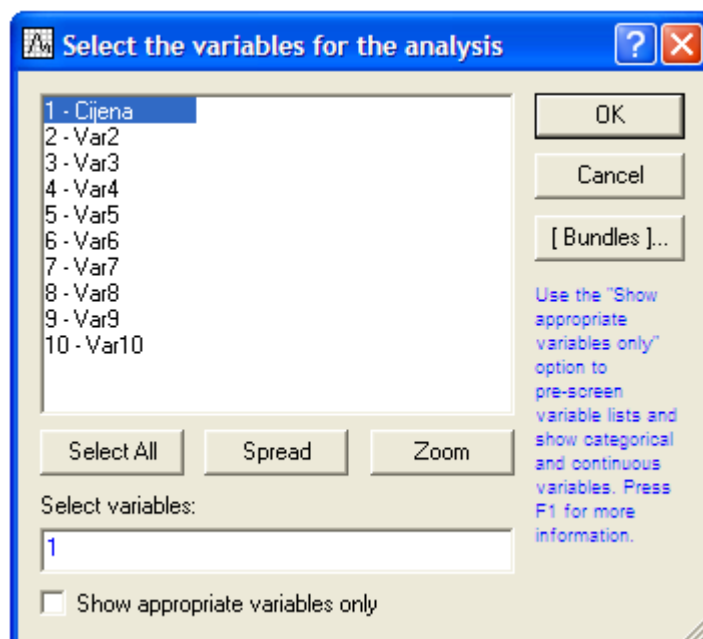 Select the variables for the analysis
1 - Cijena
2 - Var2
3 - Var3
4 - Var4
5 - Var5
6 - Var6
7 - Var7
8 - Var8
9 - Var9
10 - Var10
OK
Cancel
[ Bundles ]...
Use the "Show
appropriate
variables only"
option to
pre-screen
variable lists and
show categorical
and continuous
variables. Press
F1 for more
information.
Select All
Spread
Zoom
Select variables:
1
Show appropriate variables only